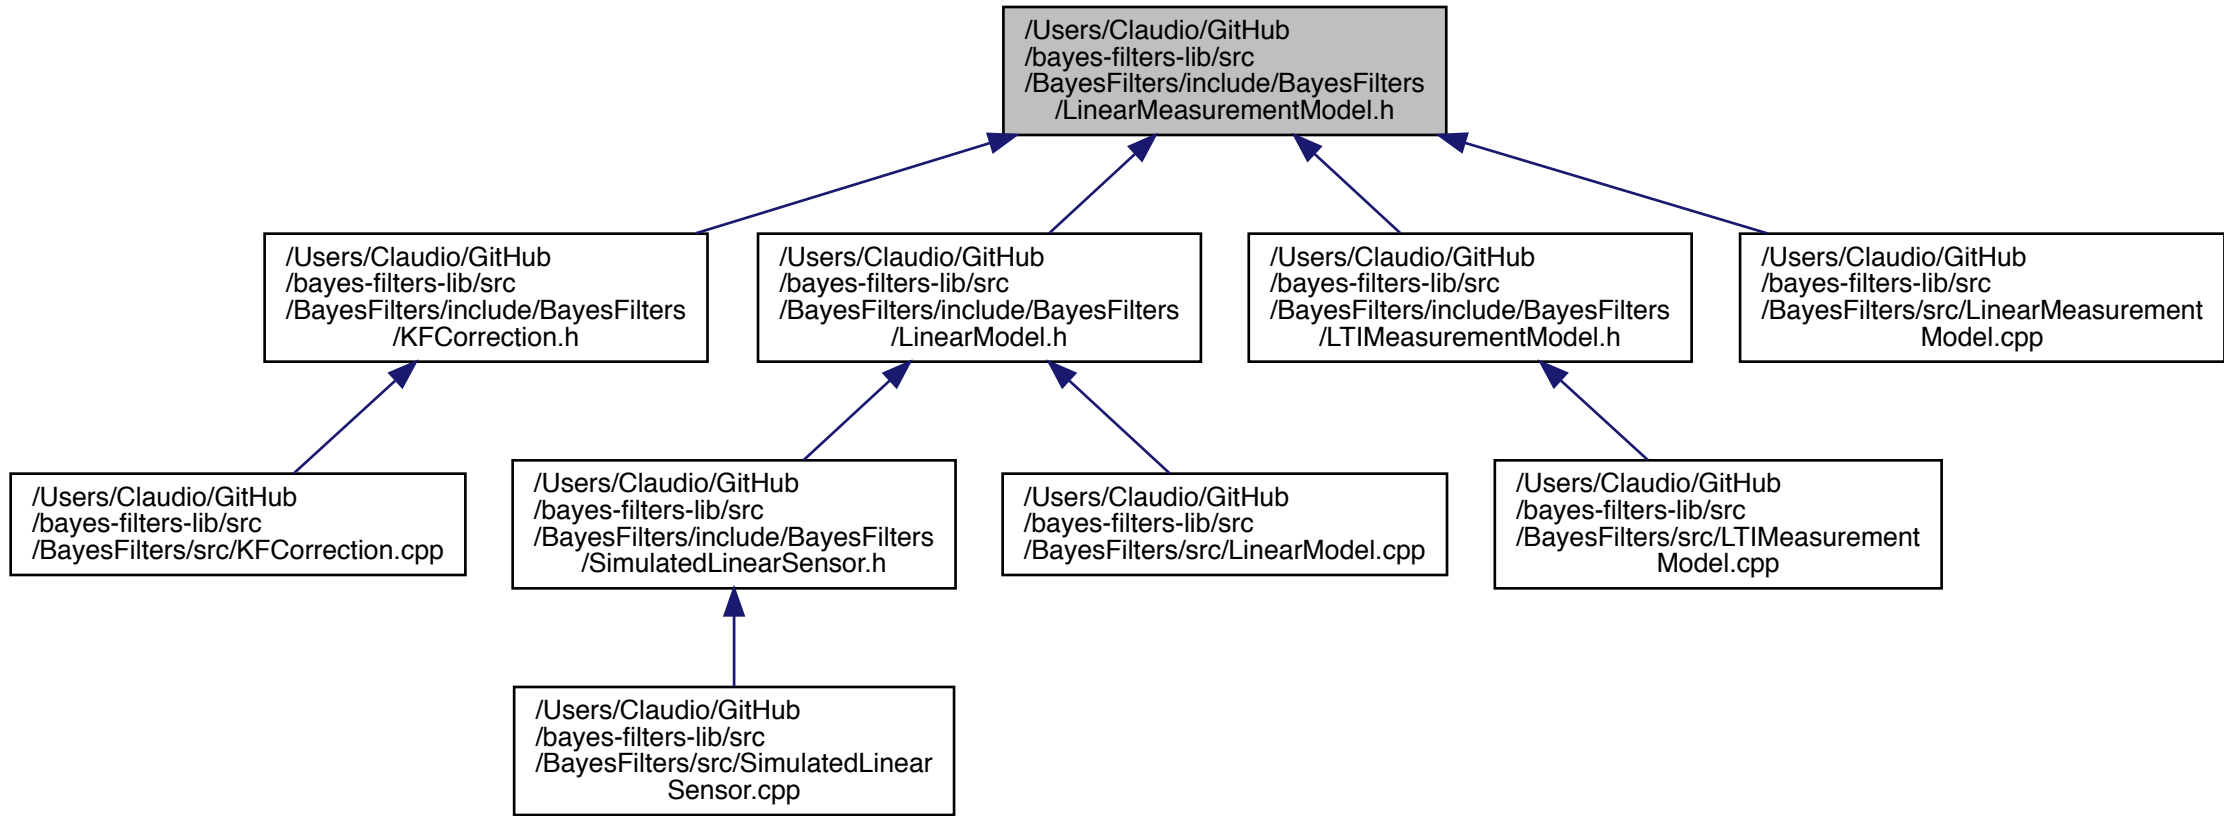 /Users/Claudio/GitHub
/bayes-filters-lib/src
/BayesFilters/include/BayesFilters
/LinearMeasurementModel.h
/Users/Claudio/GitHub
/bayes-filters-lib/src
/BayesFilters/include/BayesFilters
/KFCorrection.h
/Users/Claudio/GitHub
/bayes-filters-lib/src
/BayesFilters/include/BayesFilters
/LinearModel.h
/Users/Claudio/GitHub
/bayes-filters-lib/src
/BayesFilters/include/BayesFilters
/LTIMeasurementModel.h
/Users/Claudio/GitHub
/bayes-filters-lib/src
/BayesFilters/src/LinearMeasurement
Model.cpp
/Users/Claudio/GitHub
/bayes-filters-lib/src
/BayesFilters/src/KFCorrection.cpp
/Users/Claudio/GitHub
/bayes-filters-lib/src
/BayesFilters/include/BayesFilters
/SimulatedLinearSensor.h
/Users/Claudio/GitHub
/bayes-filters-lib/src
/BayesFilters/src/LinearModel.cpp
/Users/Claudio/GitHub
/bayes-filters-lib/src
/BayesFilters/src/LTIMeasurement
Model.cpp
/Users/Claudio/GitHub
/bayes-filters-lib/src
/BayesFilters/src/SimulatedLinear
Sensor.cpp